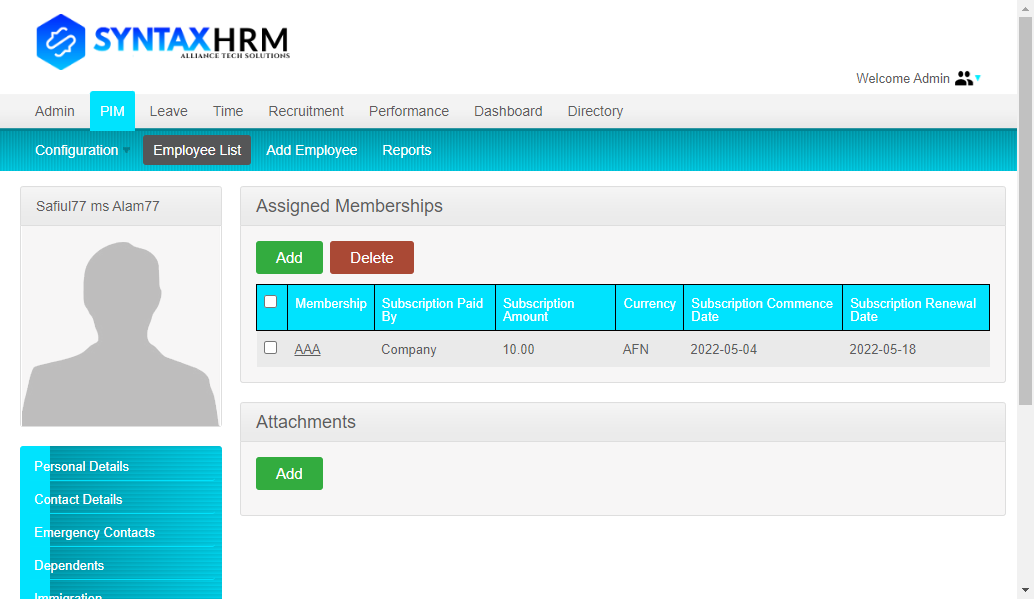 SYNTAXHRM
ALLIANCE TECH SOLUTIONS
Welcome Admin
Admin PIM Leave Time Recruitment Performance Dashboard Directory
Configuration Employee List Add Employee Reports
Safiul77 ms Alam77
Assigned Memberships
Add Delete
Membership Subscription Paid By Subscription Amount Currency Subscription Commence Date Subscription Renewal Date
AAA Company 10.00 AFN 2022-05-04 2022-05-18
Attachments
Add
Personal Details
Contact Details
Emergency Contacts
Dependents
Immigration